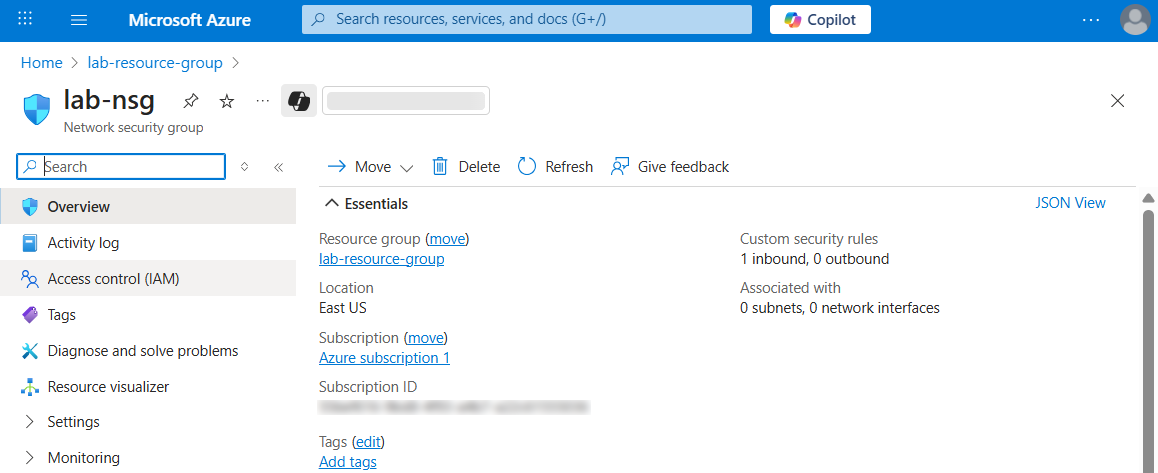 Microsoft Azure
Search resources, services, and docs (G+/)
Copilot
Home > lab-resource-group >
lab-nsg
Network security group
Search
Move
Delete
Refresh
Give feedback
Overview
Activity log
Access control (IAM)
Tags
Diagnose and solve problems
Resource visualizer
Settings
Monitoring
Essentials
JSON View
Resource group (move)
lab-resource-group
Location
East US
Subscription (move)
Azure subscription 1
Subscription ID
Tags (edit)
Add tags
Custom security rules
1 inbound, 0 outbound
Associated with
0 subnets, 0 network interfaces